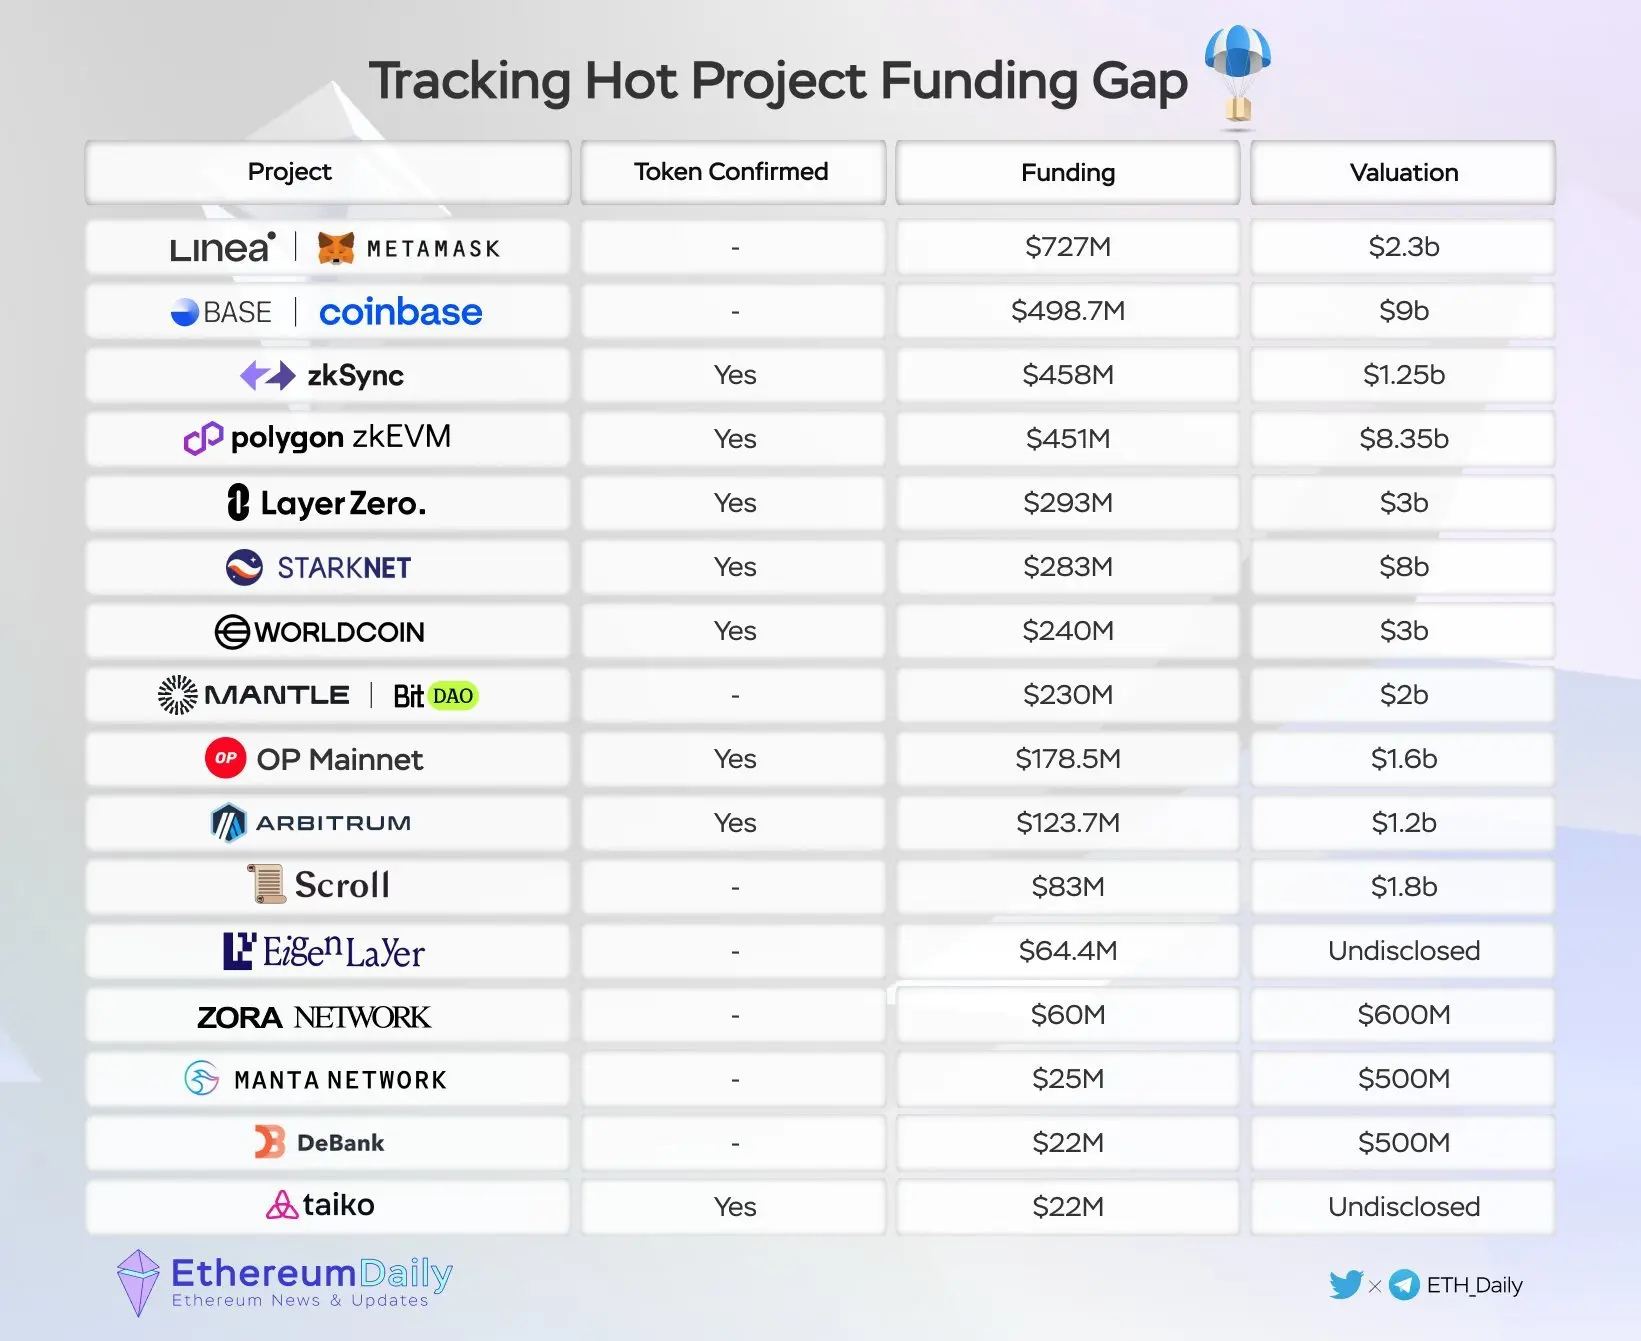 Tracking Hot Project Funding Gap
Project Token Confirmed Funding Valuation
Linea METAMASK - $727M $2.3b
BASE coinbase - $498.7M $9b
zkSync Yes $458M $1.25b
polygon zkEVM Yes $451M $8.35b
LayerZero. Yes $293M $3b
STARKNET Yes $283M $8b
WORLDCOIN Yes $240M $3b
MANTLE BitDAO - $230M $2b
OP OP Mainnet Yes $178.5M $1.6b
ARBITRUM Yes $123.7M $1.2b
Scroll - $83M $1.8b
EigenLayer - $64.4M Undisclosed
ZORA NETWORK - $60M $600M
MANTA NETWORK - $25M $500M
DeBank - $22M $500M
taiko Yes $22M Undisclosed
EthereumDaily
Ethereum News & Updates
× ETH_Daily